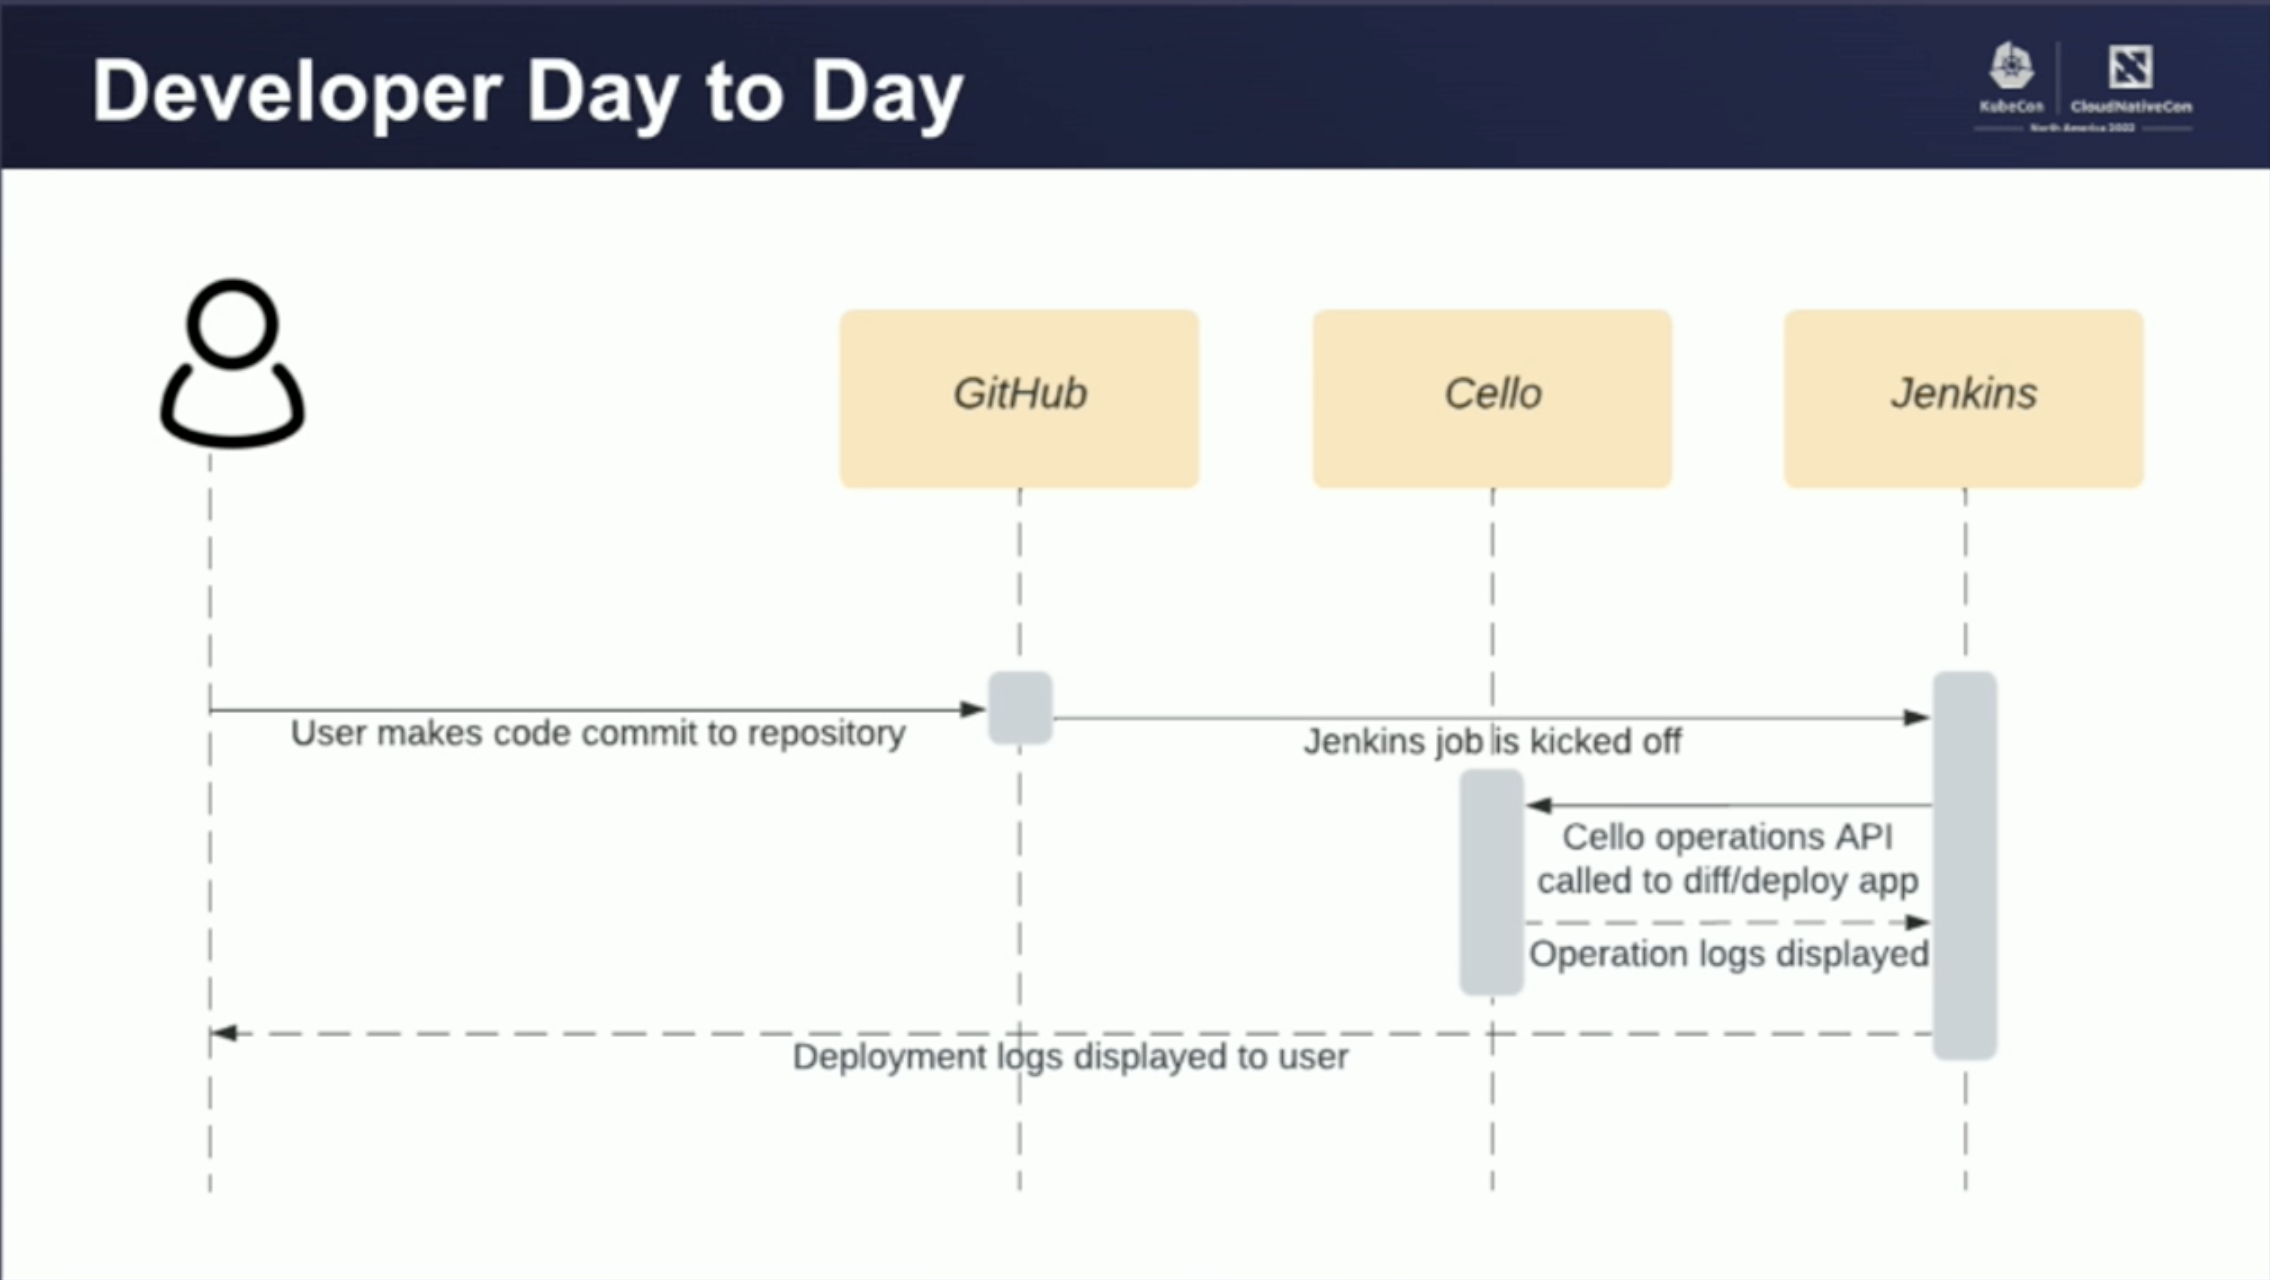 Developer Day to Day
KubeCon
CloudNativeCon
North America 2022
GitHub
Cello
Jenkins
User makes code commit to repository
Jenkins job is kicked off
Cello operations API
called to diff/deploy app
Operation logs displayed
Deployment logs displayed to user